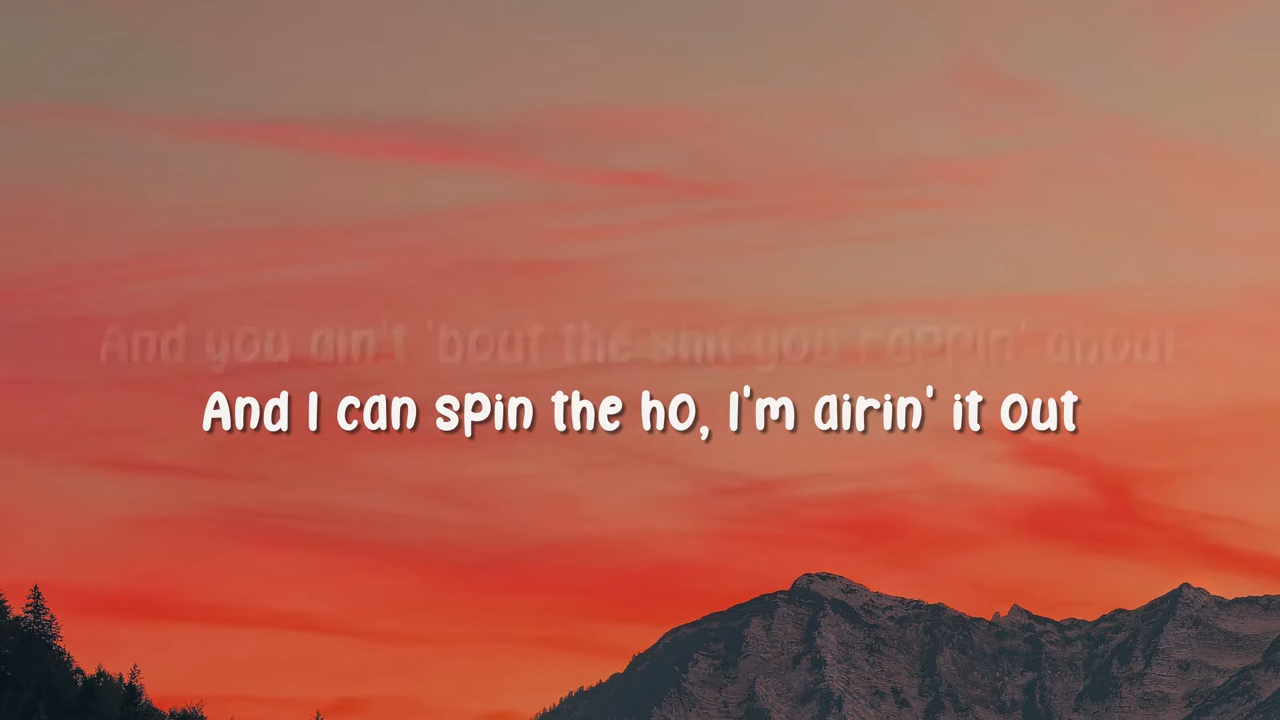 And you ain't 'bout the shit you rappin' about
And I can spin the ho, I'm airin' it out